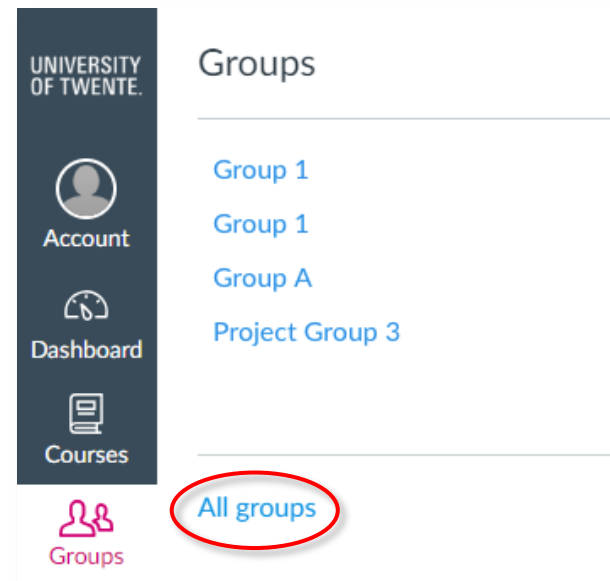 UNIVERSITY
OF TWENTE.
Account
Dashboard
Courses
Groups
Groups
Group 1
Group 1
Group A
Project Group 3
All groups